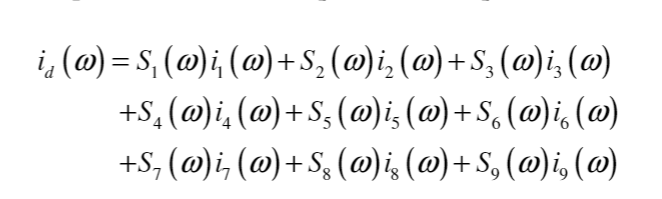 i_d(ω) = S_1(ω)i_1(ω) + S_2(ω)i_2(ω) + S_3(ω)i_3(ω)
+S_4(ω)i_4(ω) + S_5(ω)i_5(ω) + S_6(ω)i_6(ω)
+S_7(ω)i_7(ω) + S_8(ω)i_8(ω) + S_9(ω)i_9(ω)